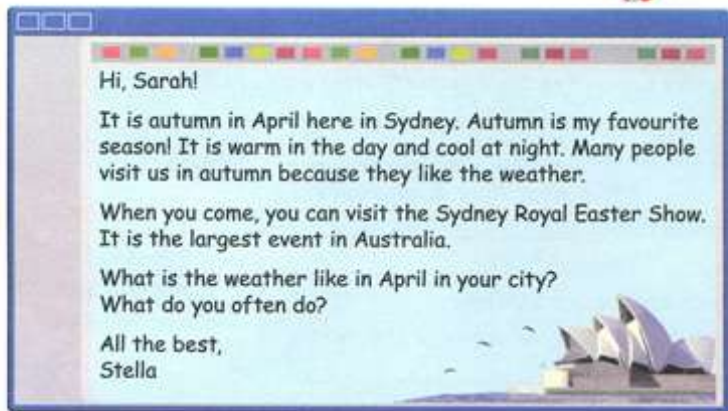 Hi, Sarah!
It is autumn in April here in Sydney. Autumn is my favourite
season! It is warm in the day and cool at night. Many people
visit us in autumn because they like the weather.
When you come, you can visit the Sydney Royal Easter Show.
It is the largest event in Australia.
What is the weather like in April in your city?
What do you often do?
All the best,
Stella